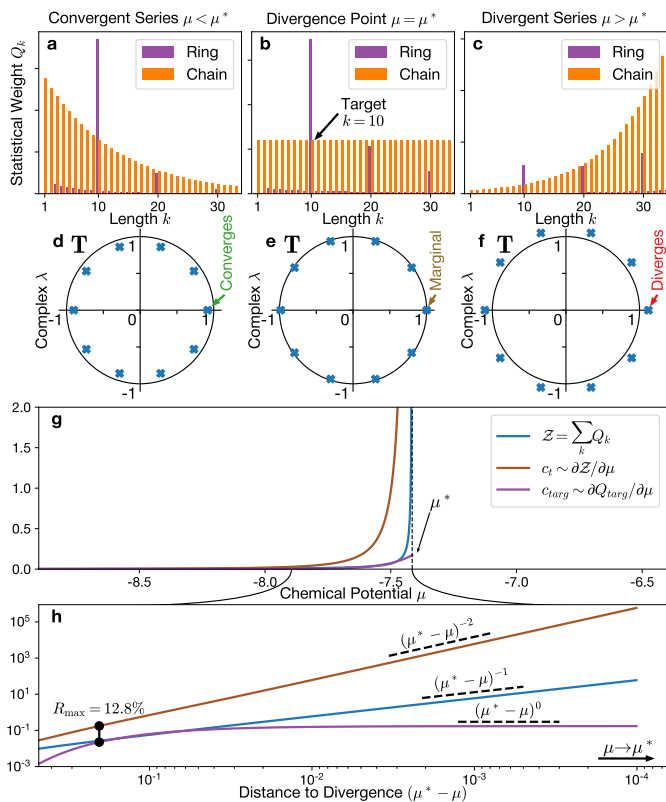 Convergent Series μ < μ*
Divergence Point μ = μ*
Divergent Series μ > μ*
Statistical Weight Q_k
a
Ring
Chain
1 10 20 30
Length k
b
Ring
Chain
Target
k = 10
1 10 20 30
Length k
c
Ring
Chain
1 10 20 30
Length k
d
T
Complex λ
1
-1
0
1
-1
Converges
e
T
Complex λ
1
-1
0
1
-1
Marginal
f
T
Complex λ
1
-1
0
1
-1
Diverges
g
2.0
1.5
1.0
0.5
0.0
𝒵 = ∑_k Q_k
c_t ∼ ∂𝒵/∂μ
c_targ ∼ ∂Q_targ/∂μ
μ*
-8.5 -8.0 -7.5 -7.0 -6.5
Chemical Potential μ
h
10^5
10^3
10^1
10^-1
10^-3
(μ* − μ)^-2
(μ* − μ)^-1
(μ* − μ)^0
R_max = 12.8%
μ→μ*
10^-1 10^-2 10^-3 10^-4
Distance to Divergence (μ* − μ)